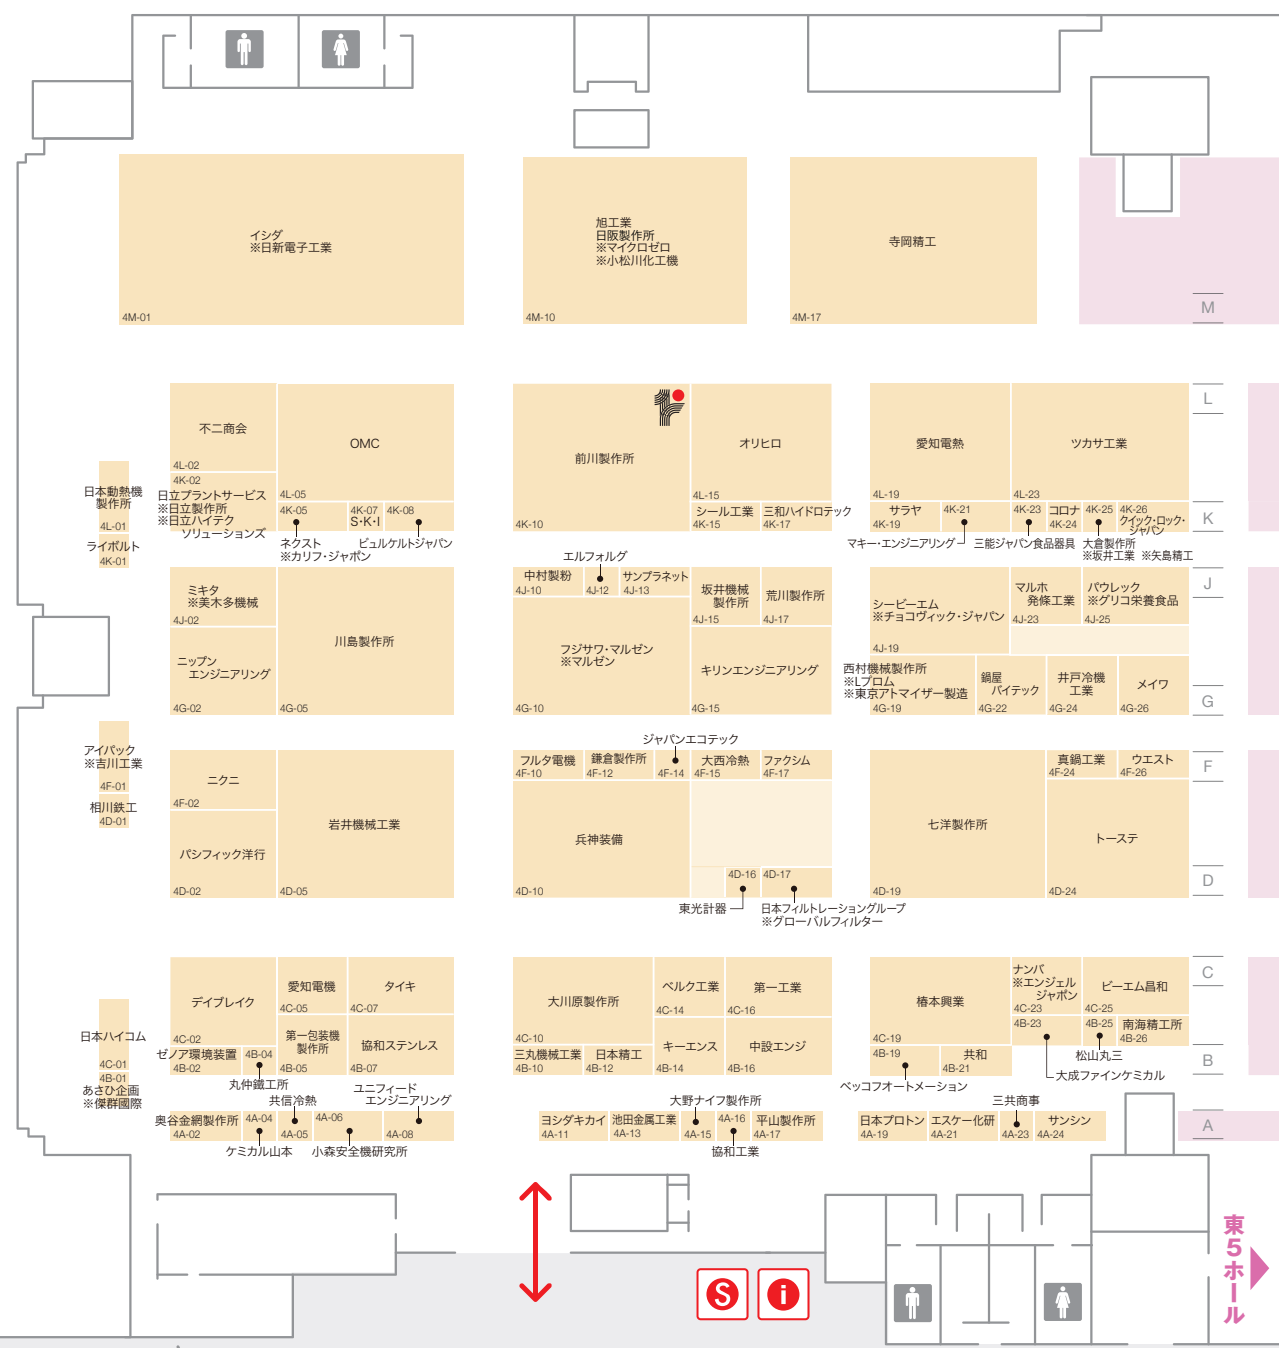 イシダ
※日新電子工業
4M-01
旭工業
日阪製作所
※マイクロゼロ
※小松川化工機
4M-10
寺岡精工
4M-17
M
不二商会
4L-02
OMC
4L-05
前川製作所
4K-10
オリヒロ
4L-15
愛知電熱
4L-19
ツカサ工業
4L-23
L
日本動熱機
製作所
4L-01
ライボルト
4K-01
4K-02
日立プラントサービス
※日立製作所
※日立ハイテク
ソリューションズ
4K-05
ネクスト
※カリフ・ジャポン
4K-07
S・K・I
4K-08
ビュルケルトジャパン
シール工業
4K-15
三和ハイドロテック
4K-17
サラヤ
4K-19
4K-21
マキー・エンジニアリング
4K-23
三能ジャパン食品器具
コロナ
4K-24
4K-25
大倉製作所
※坂井工業 ※矢島精工
4K-26
クイック・ロック・
ジャパン
K
ミキタ
※美木多機械
4J-02
川島製作所
4G-05
エルフォルグ
中村製粉
4J-10
4J-12
サンプラネット
4J-13
坂井機械
製作所
4J-15
荒川製作所
4J-17
シービーエム
※チョコヴィック・ジャパン
4J-19
マルホ
発條工業
4J-23
パウレック
※グリコ栄養食品
4J-25
J
ニップン
エンジニアリング
4G-02
フジサワ・マルゼン
※マルゼン
4G-10
キリンエンジニアリング
4G-15
西村機械製作所
※Lプロム
※東京アトマイザー製造
4G-19
鍋屋
バイテック
4G-22
井戸冷機
工業
4G-24
メイワ
4G-26
G
アイパック
※吉川工業
4F-01
相川鉄工
4D-01
ニクニ
4F-02
岩井機械工業
4D-05
ジャパンエコテック
フルタ電機
4F-10
鎌倉製作所
4F-12
4F-14
大西冷熱
4F-15
ファクシム
4F-17
七洋製作所
4D-19
真鍋工業
4F-24
ウエスト
4F-26
F
パシフィック洋行
4D-02
兵神装備
4D-10
4D-16
東光計器
4D-17
日本フィルトレーショングループ
※グローバルフィルター
トーステ
4D-24
D
デイブレイク
4C-02
愛知電機
4C-05
タイキ
4C-07
大川原製作所
4C-10
ベルク工業
4C-14
第一工業
4C-16
椿本興業
4C-19
ナンバ
※エンジェル
ジャポン
4C-23
ビーエム昌和
4C-25
C
日本ハイコム
4C-01
4B-01
あさひ企画
※傑群國際
ゼノア環境装置
4B-02
4B-04
丸仲鐵工所
第一包装機
製作所
4B-05
協和ステンレス
4B-07
三丸機械工業
4B-10
日本精工
4B-12
キーエンス
4B-14
中設エンジ
4B-16
4B-19
ベッコフオートメーション
共和
4B-21
4B-23
大成ファインケミカル
4B-25
松山丸三
南海精工所
4B-26
B
奥谷金網製作所
4A-02
4A-04
ケミカル山本
共信冷熱
4A-05
4A-06
小森安全機研究所
ユニフィード
エンジニアリング
4A-08
ヨシダキカイ
4A-11
池田金属工業
4A-13
大野ナイフ製作所
4A-15
4A-16
協和工業
平山製作所
4A-17
日本プロトン
4A-19
エスケー化研
4A-21
三共商事
4A-23
サンシン
4A-24
A
S
i
東5ホール